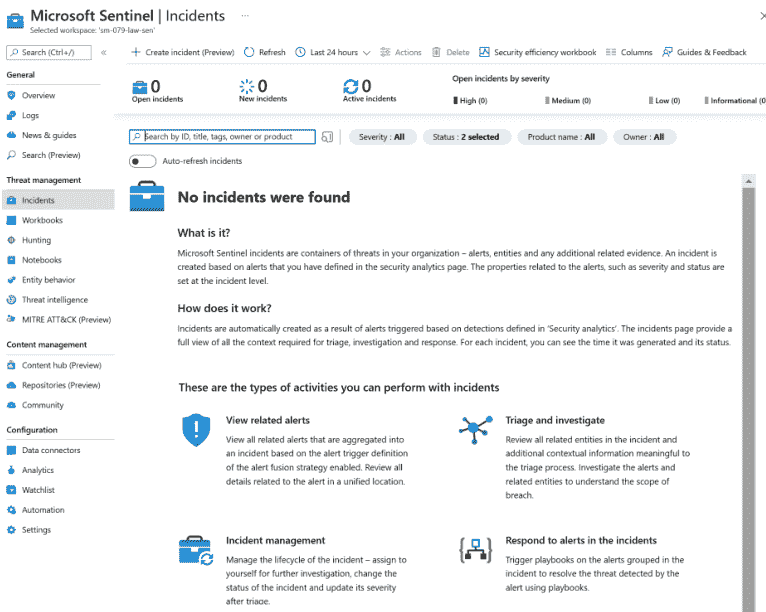 Microsoft Sentinel | Incidents ...
Selected workspace: 'sm-079-law-sen'
Search (Ctrl+/)
«
General
Overview
Logs
News & guides
Search (Preview)
Threat management
Incidents
Workbooks
Hunting
Notebooks
Entity behavior
Threat intelligence
MITRE ATT&CK (Preview)
Content management
Content hub (Preview)
Repositories (Preview)
Community
Configuration
Data connectors
Analytics
Watchlist
Automation
Settings
+ Create incident (Preview) Refresh Last 24 hours Actions Delete Security efficiency workbook Columns Guides & Feedback
0
Open incidents
0
New incidents
0
Active incidents
Open incidents by severity
High (0) Medium (0) Low (0) Informational (0)
Search by ID, title, tags, owner or product
Severity : All Status : 2 selected Product name : All Owner : All
Auto-refresh incidents
No incidents were found
What is it?
Microsoft Sentinel incidents are containers of threats in your organization – alerts, entities and any additional related evidence. An incident is
created based on alerts that you have defined in the security analytics page. The properties related to the alerts, such as severity and status are
set at the incident level.
How does it work?
Incidents are automatically created as a result of alerts triggered based on detections defined in 'Security analytics'. The incidents page provide a
full view of all the context required for triage, investigation and response. For each incident, you can see the time it was generated and its status.
These are the types of activities you can perform with incidents
View related alerts
View all related alerts that are aggregated into
an incident based on the alert trigger definition
of the alert fusion strategy enabled. Review all
details related to the alert in a unified location.
Triage and investigate
Review all related entities in the incident and
additional contextual information meaningful to
the triage process. Investigate the alerts and
related entities to understand the scope of
breach.
Incident management
Manage the lifecycle of the incident – assign to
yourself for further investigation, change the
status of the incident and update its severity
after triage.
Respond to alerts in the incidents
Trigger playbooks on the alerts grouped in the
incident to resolve the threat detected by the
alert using playbooks.